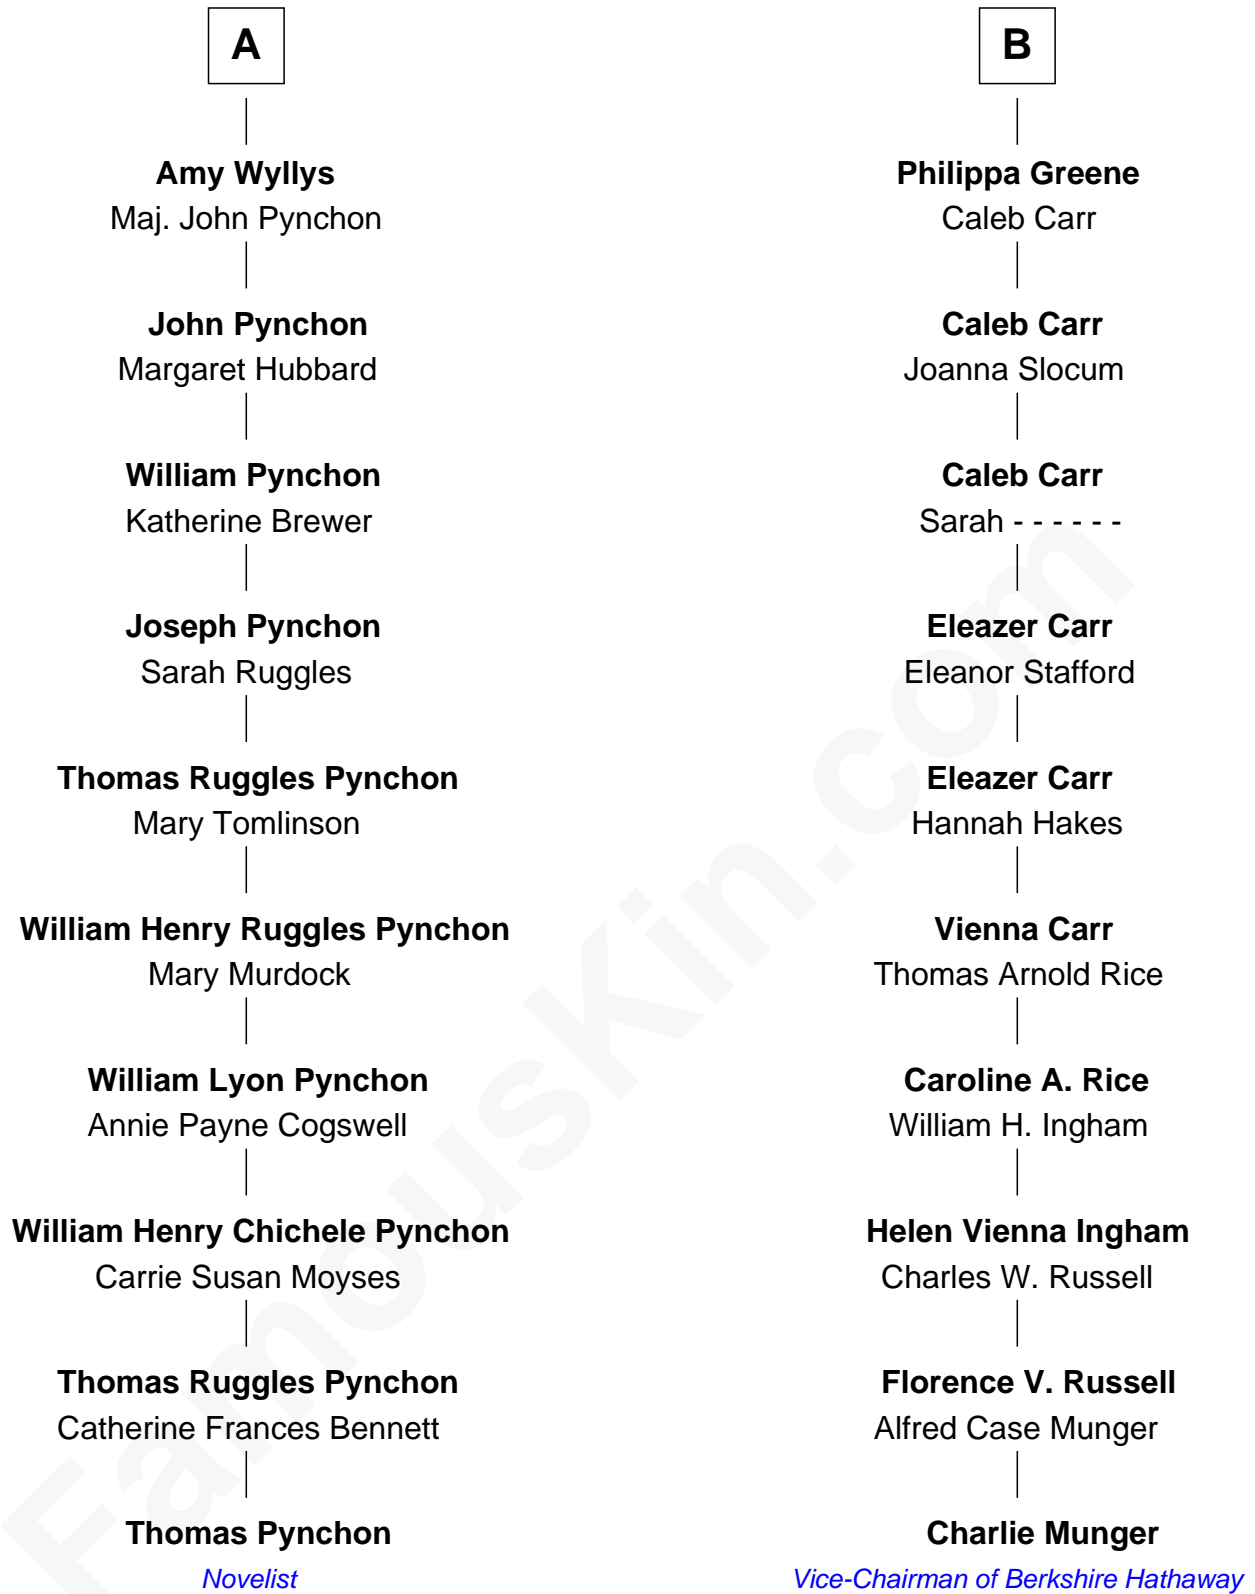 A
Amy Wyllys
Maj. John Pynchon
John Pynchon
Margaret Hubbard
William Pynchon
Katherine Brewer
Joseph Pynchon
Sarah Ruggles
Thomas Ruggles Pynchon
Mary Tomlinson
William Henry Ruggles Pynchon
Mary Murdock
William Lyon Pynchon
Annie Payne Cogswell
William Henry Chichele Pynchon
Carrie Susan Moyses
Thomas Ruggles Pynchon
Catherine Frances Bennett
Thomas Pynchon
Novelist
B
Philippa Greene
Caleb Carr
Caleb Carr
Joanna Slocum
Caleb Carr
Sarah - - - - - -
Eleazer Carr
Eleanor Stafford
Eleazer Carr
Hannah Hakes
Vienna Carr
Thomas Arnold Rice
Caroline A. Rice
William H. Ingham
Helen Vienna Ingham
Charles W. Russell
Florence V. Russell
Alfred Case Munger
Charlie Munger
Vice-Chairman of Berkshire Hathaway
FamousKin.com